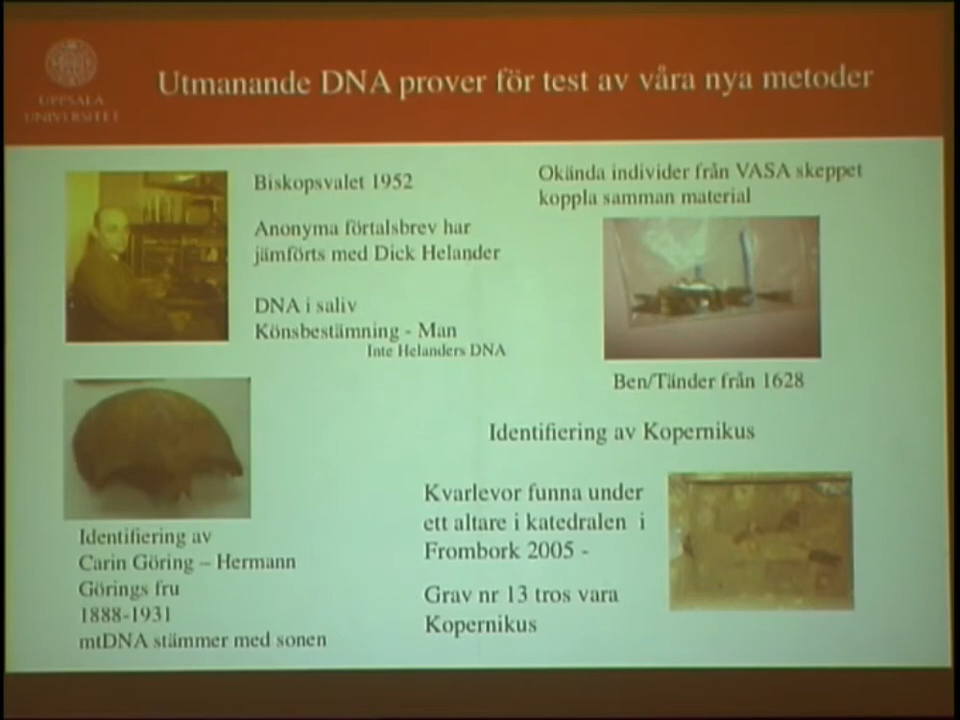 UPPSALA
UNIVERSITET
Utmanande DNA prover för test av våra nya metoder
Biskopsvalet 1952
Anonyma förtalsbrev har
jämförts med Dick Helander
DNA i saliv
Könsbestämning - Man
Inte Helanders DNA
Okända individer från VASA skeppet
koppla samman material
Ben/Tänder från 1628
Identifiering av
Carin Göring – Hermann
Görings fru
1888-1931
mtDNA stämmer med sonen
Identifiering av Kopernikus
Kvarlevor funna under
ett altare i katedralen i
Frombork 2005 -
Grav nr 13 tros vara
Kopernikus